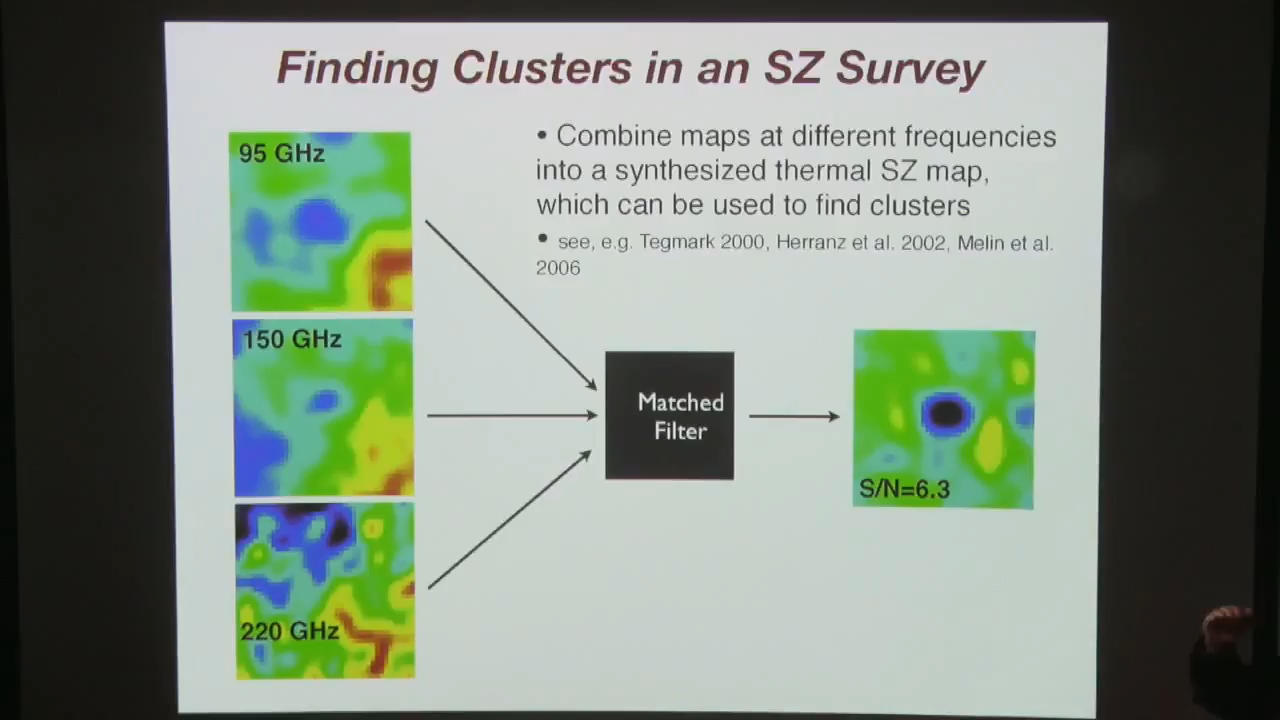 Finding Clusters in an SZ Survey
95 GHz
• Combine maps at different frequencies
into a synthesized thermal SZ map,
which can be used to find clusters
• see, e.g. Tegmark 2000, Herranz et al. 2002, Melin et al.
2006
150 GHz
Matched
Filter
S/N=6.3
220 GHz